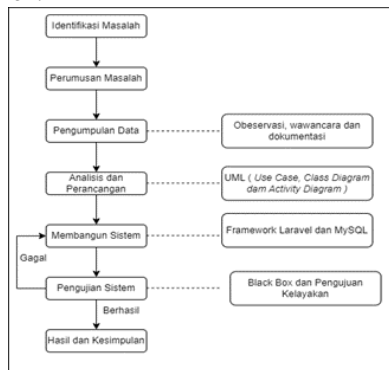 Identifikasi Masalah
Perumusan Masalah
Pengumpulan Data
Obeservasi, wawancara dan
dokumentasi
Analisis dan
Perancangan
UML ( Use Case, Class Diagram
dam Activity Diagram )
Membangun Sistem
Framework Laravel dan MySQL
Gagal
Pengujian Sistem
Black Box dan Pengujuan
Kelayakan
Berhasil
Hasil dan Kesimpulan